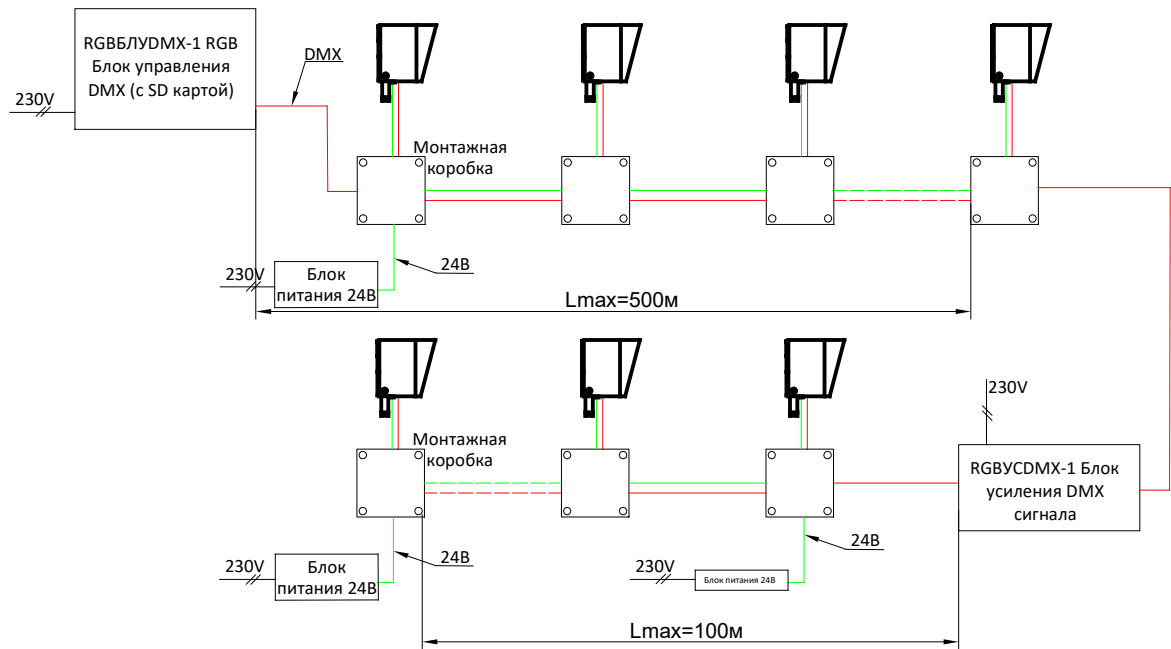 RGBБЛУDMX-1 RGB
Блок управления
DMX (с SD картой)
230V
DMX
Монтажная
коробка
230V
Блок
питания 24В
24В
Lmax=500м
230V
Монтажная
коробка
RGBУСDMX-1 Блок
усиления DMX
сигнала
230V
Блок
питания 24В
24В
230V
Блок питания 24В
24В
Lmax=100м